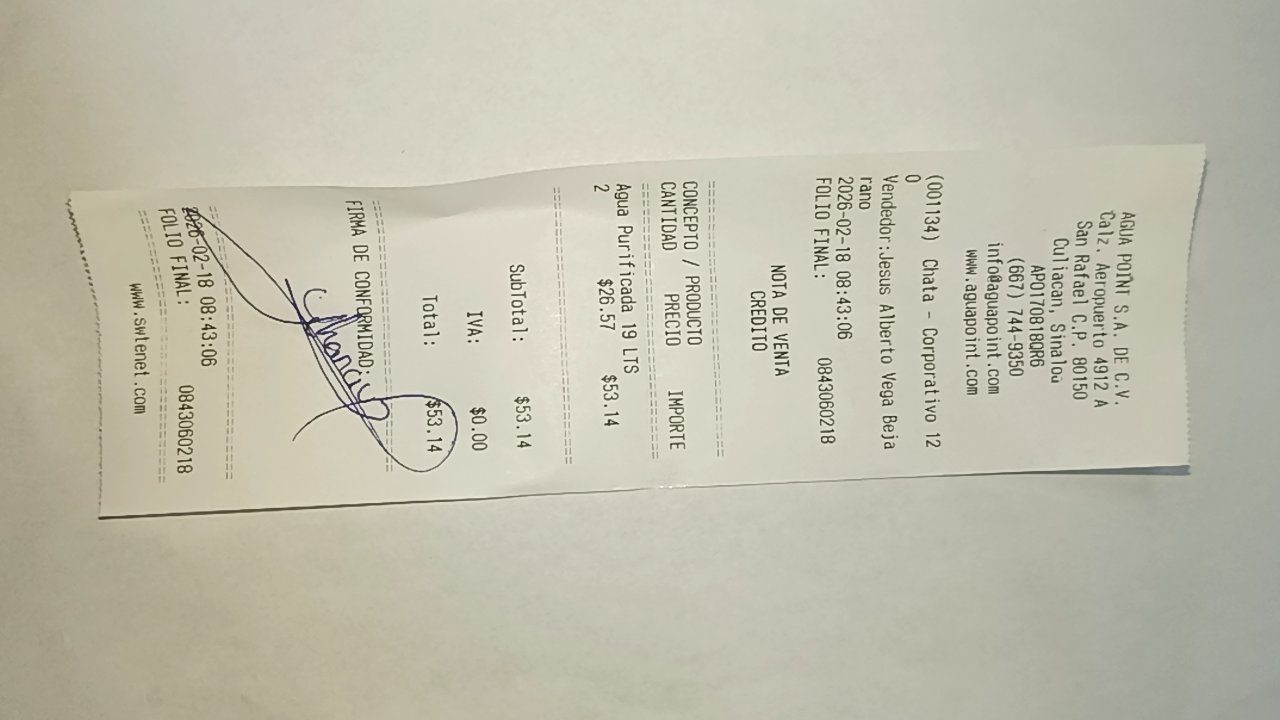 AGUA POINT S.A. DE C.V.
Calz. Aeropuerto 4912 A
San Rafael C.P. 80150
Culiacan, Sinaloa
APO170818QR6
(667) 744-9350
info@aguapoint.com
www.aguapoint.com
(001134) Chata - Corporativo 12
0
Vendedor:Jesus Alberto Vega Beja
rano
2026-02-18 08:43:06
FOLIO FINAL: 0843060218
NOTA DE VENTA
CREDITO
CONCEPTO / PRODUCTO
CANTIDAD PRECIO IMPORTE
Agua Purificada 19 LTS
2 $26.57 $53.14
SubTotal: $53.14
IVA: $0.00
Total: $53.14
FIRMA DE CONFORMIDAD:
2026-02-18 08:43:06
FOLIO FINAL: 0843060218
www.swtenet.com